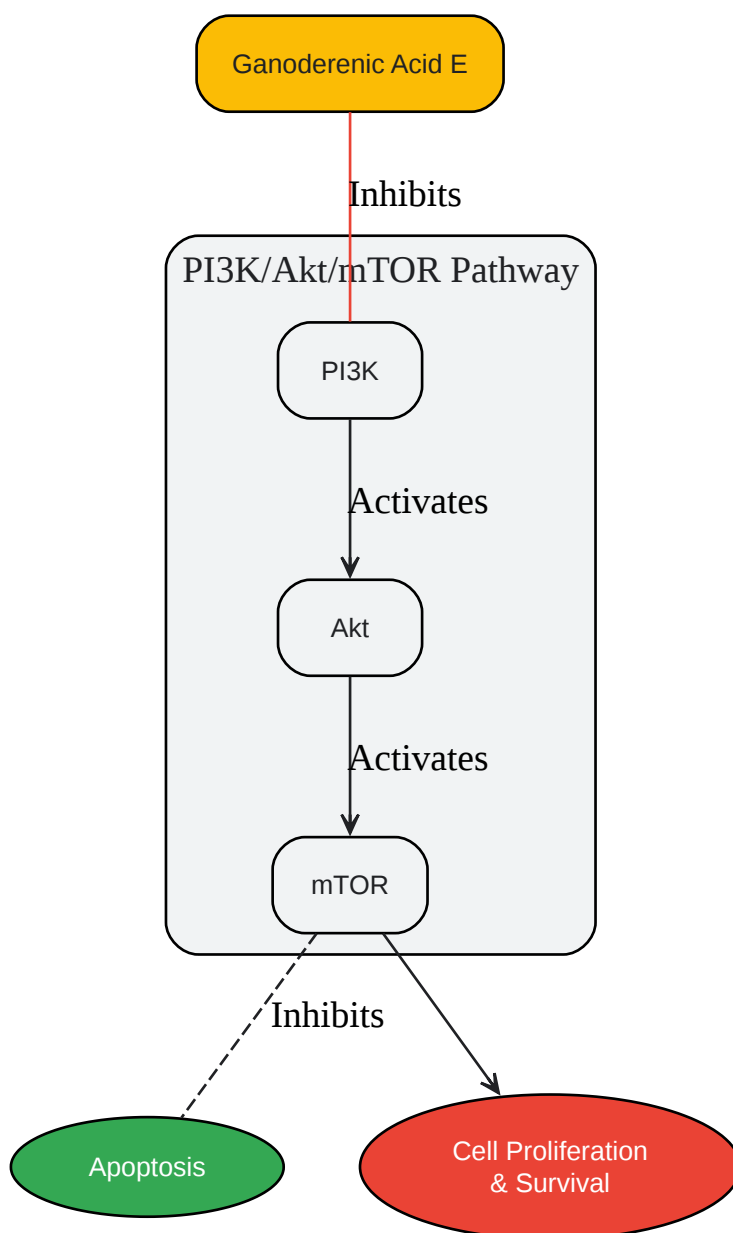 Ganoderenic Acid E
Inhibits
PI3K/Akt/mTOR Pathway
PI3K
Activates
Akt
Activates
mTOR
Inhibits
Apoptosis
Cell Proliferation
& Survival